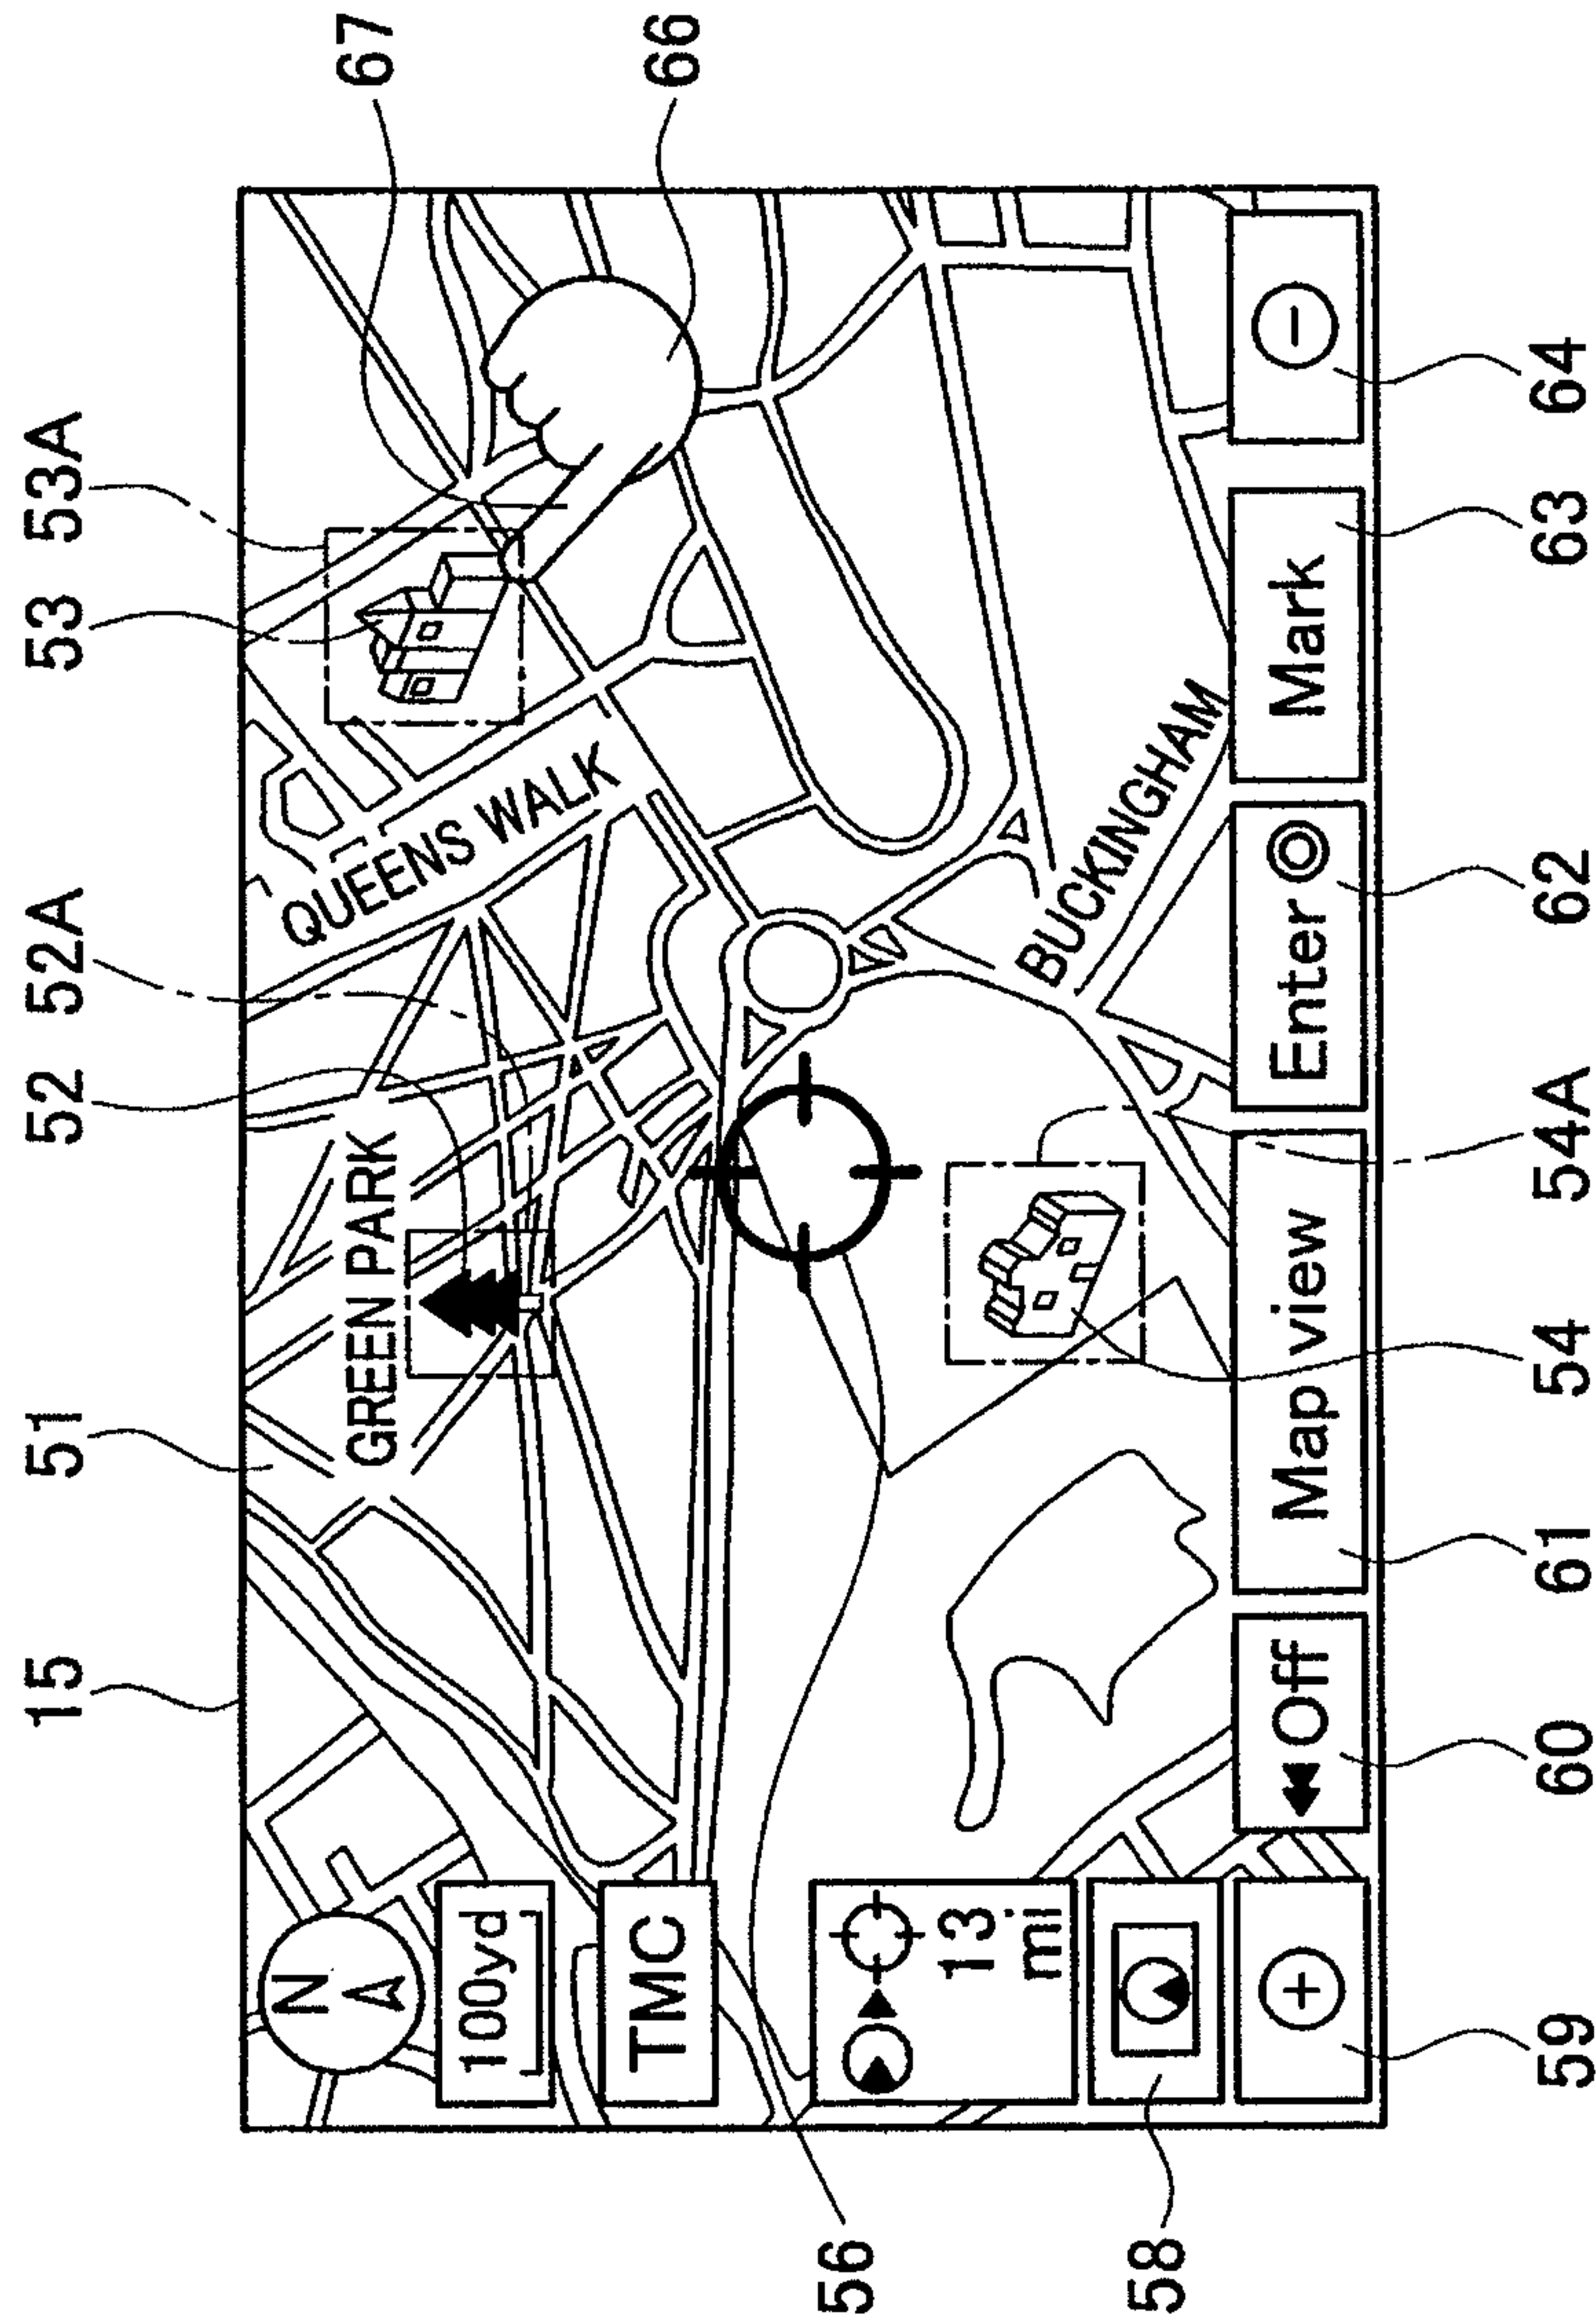 15
51
52
52A
53
53A
67
66
N
100yd
TMC
13
mi
GREEN PARK
QUEENS WALK
BUCKINGHAM
+
Off
Map view
Enter
Mark
−
56
58
59
60
61
54
54A
62
63
64